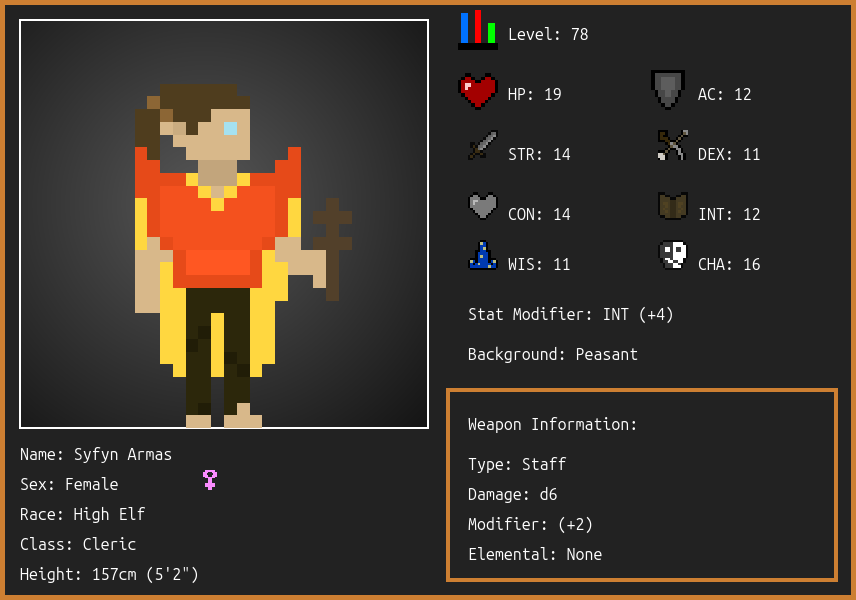 Level: 78
HP: 19
AC: 12
STR: 14
DEX: 11
CON: 14
INT: 12
WIS: 11
CHA: 16
Stat Modifier: INT (+4)
Background: Peasant
Weapon Information:
Type: Staff
Damage: d6
Modifier: (+2)
Elemental: None
Name: Syfyn Armas
Sex: Female
Race: High Elf
Class: Cleric
Height: 157cm (5'2")